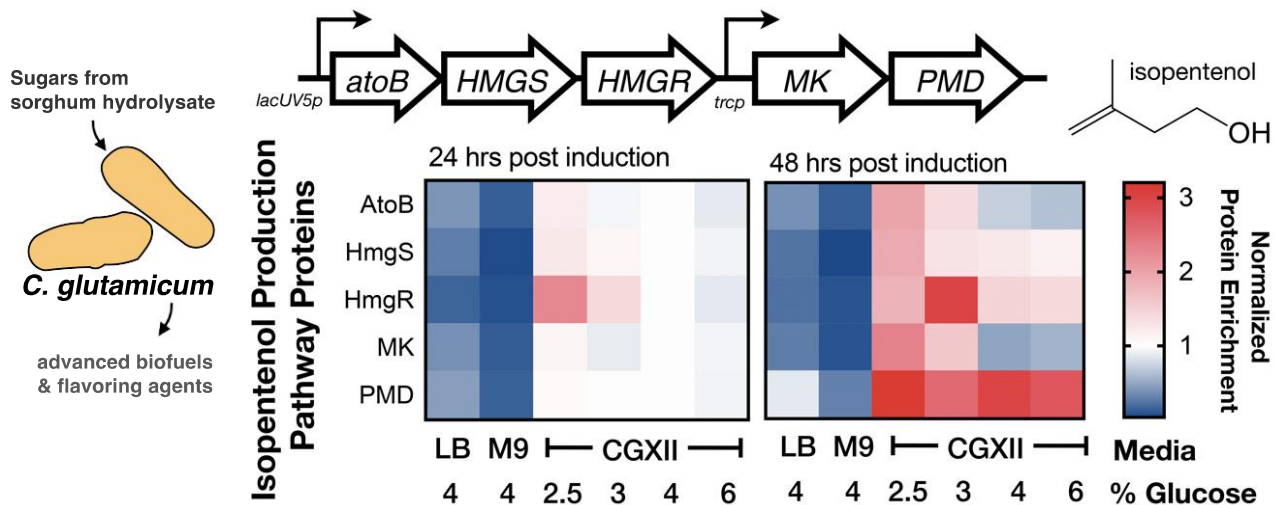 Sugars from
sorghum hydrolysate
C. glutamicum
advanced biofuels
& flavoring agents
lacUV5p
atoB
HMGS
HMGR
trcp
MK
PMD
isopentenol
OH
Isopentenol Production
Pathway Proteins
24 hrs post induction
48 hrs post induction
AtoB
HmgS
HmgR
MK
PMD
3
2
1
Normalized
Protein Enrichment
LB M9 CGXII LB M9 CGXII Media
4 4 2.5 3 4 6 4 4 2.5 3 4 6 % Glucose